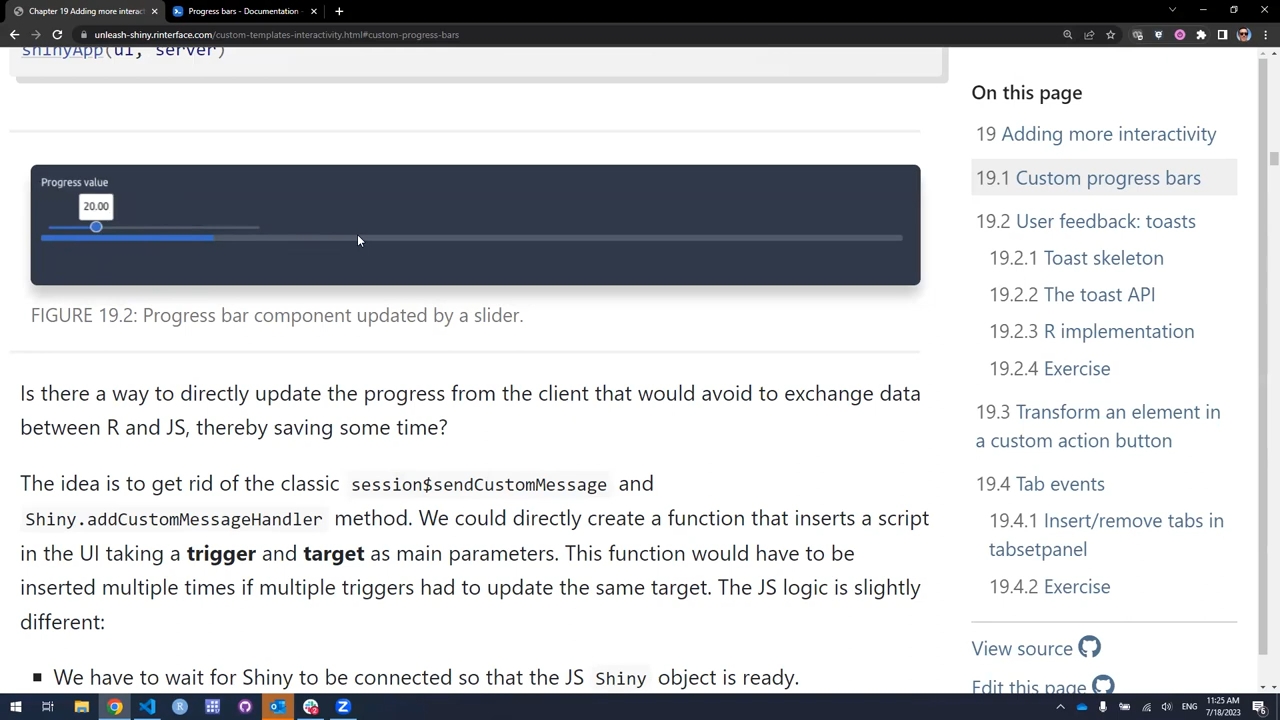 Chapter 19 Adding more interac
Progress bars - Documentation
unleash-shiny.rinterface.com/custom-templates-interactivity.html#custom-progress-bars
shinyApp(ui, server)
Progress value
20.00
FIGURE 19.2: Progress bar component updated by a slider.
Is there a way to directly update the progress from the client that would avoid to exchange data
between R and JS, thereby saving some time?
The idea is to get rid of the classic session$sendCustomMessage and
Shiny.addCustomMessageHandler method. We could directly create a function that inserts a script
in the UI taking a trigger and target as main parameters. This function would have to be
inserted multiple times if multiple triggers had to update the same target. The JS logic is slightly
different:
▪ We have to wait for Shiny to be connected so that the JS Shiny object is ready.
On this page
19 Adding more interactivity
19.1 Custom progress bars
19.2 User feedback: toasts
19.2.1 Toast skeleton
19.2.2 The toast API
19.2.3 R implementation
19.2.4 Exercise
19.3 Transform an element in
a custom action button
19.4 Tab events
19.4.1 Insert/remove tabs in
tabsetpanel
19.4.2 Exercise
View source
Edit this page
ENG
11:25 AM
7/18/2023
6